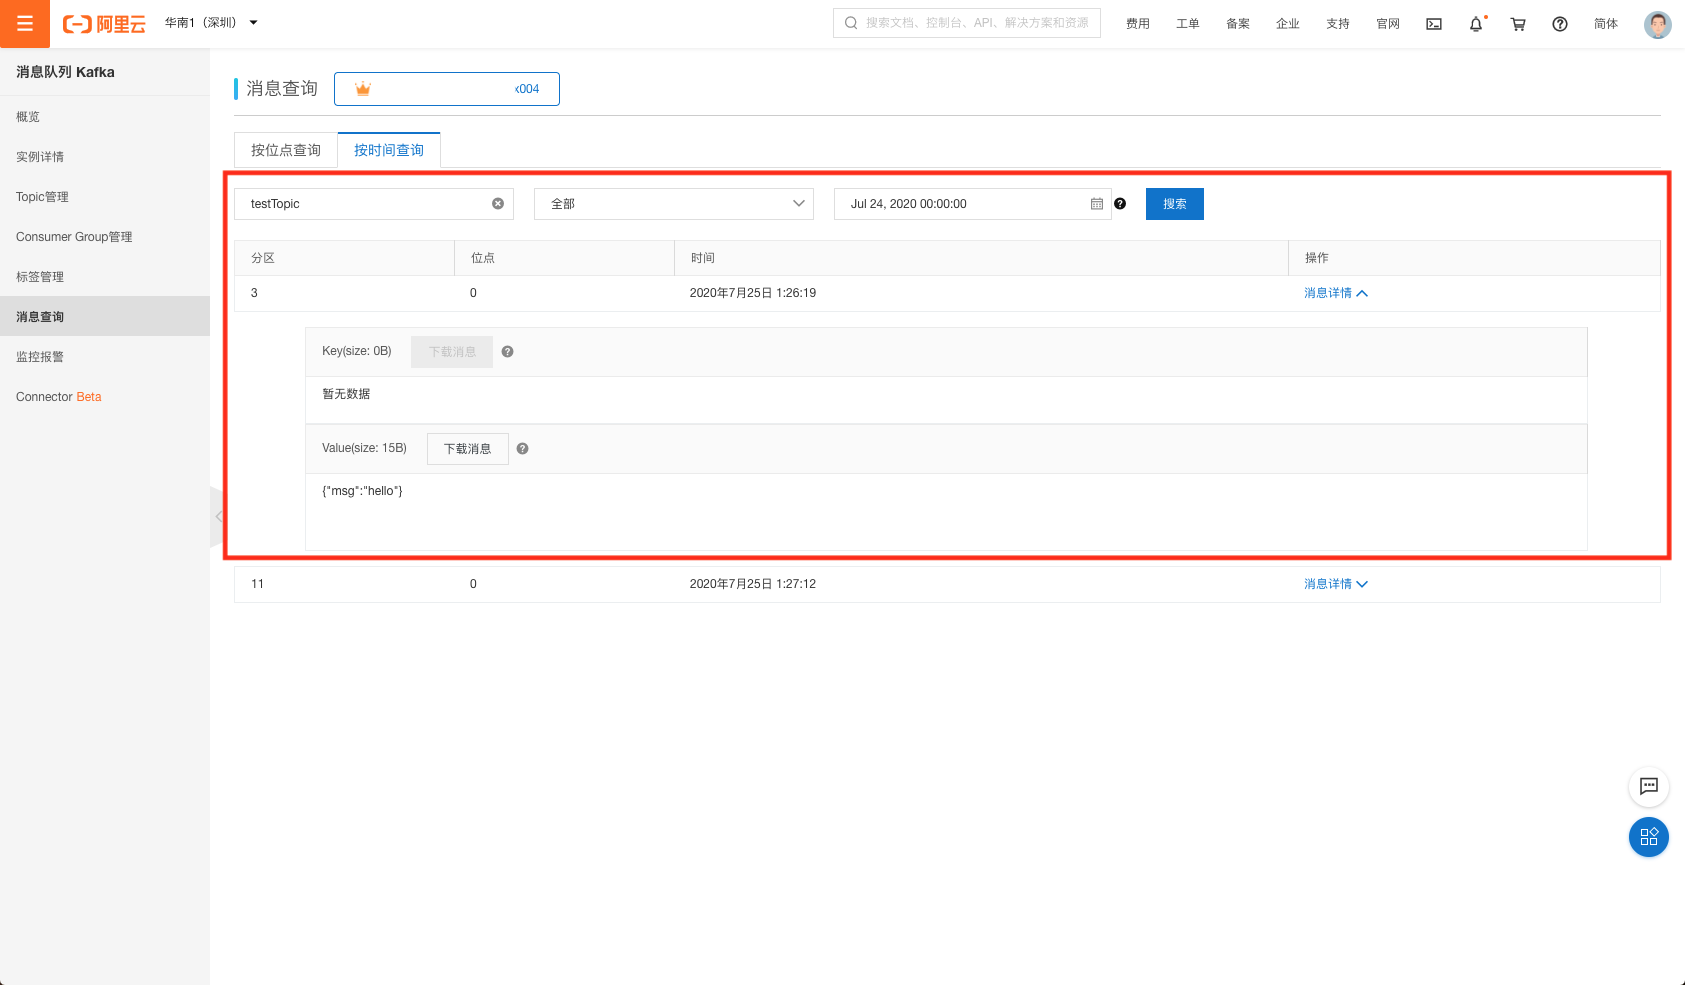 阿里云 华南1（深圳） 搜索文档、控制台、API、解决方案和资源 费用 工单 备案 企业 支持 官网 简体
消息队列 Kafka
概览
实例详情
Topic管理
Consumer Group管理
标签管理
消息查询
监控报警
Connector Beta
消息查询 x004
按位点查询 按时间查询
testTopic 全部 Jul 24, 2020 00:00:00 搜索
分区 位点 时间 操作
3 0 2020年7月25日 1:26:19 消息详情
Key(size: 0B) 下载消息
暂无数据
Value(size: 15B) 下载消息
{"msg":"hello"}
11 0 2020年7月25日 1:27:12 消息详情